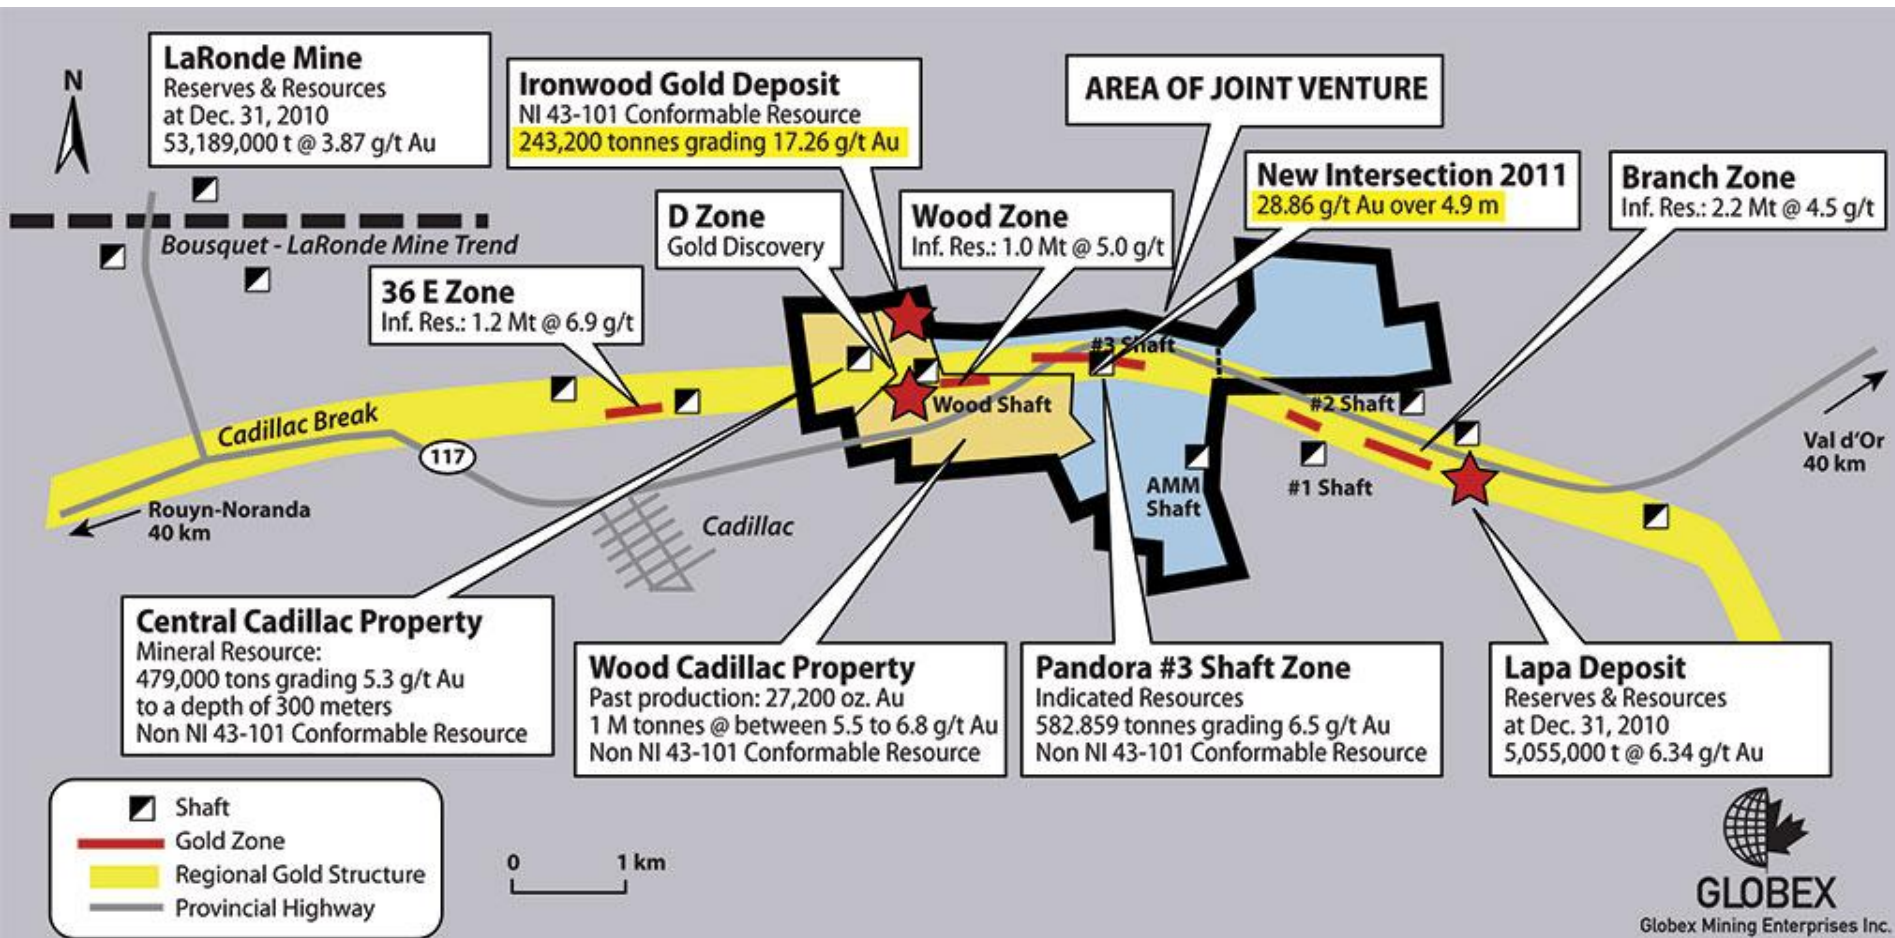 N
LaRonde Mine
Reserves & Resources
at Dec. 31, 2010
53,189,000 t @ 3.87 g/t Au
Ironwood Gold Deposit
NI 43-101 Conformable Resource
243,200 tonnes grading 17.26 g/t Au
AREA OF JOINT VENTURE
New Intersection 2011
28.86 g/t Au over 4.9 m
Branch Zone
Inf. Res.: 2.2 Mt @ 4.5 g/t
D Zone
Gold Discovery
Wood Zone
Inf. Res.: 1.0 Mt @ 5.0 g/t
Bousquet - LaRonde Mine Trend
36 E Zone
Inf. Res.: 1.2 Mt @ 6.9 g/t
#3 Shaft
Wood Shaft
#2 Shaft
Cadillac Break
117
Val d'Or
40 km
AMM
Shaft
#1 Shaft
Rouyn-Noranda
40 km
Cadillac
Central Cadillac Property
Mineral Resource:
479,000 tons grading 5.3 g/t Au
to a depth of 300 meters
Non NI 43-101 Conformable Resource
Wood Cadillac Property
Past production: 27,200 oz. Au
1 M tonnes @ between 5.5 to 6.8 g/t Au
Non NI 43-101 Conformable Resource
Pandora #3 Shaft Zone
Indicated Resources
582.859 tonnes grading 6.5 g/t Au
Non NI 43-101 Conformable Resource
Lapa Deposit
Reserves & Resources
at Dec. 31, 2010
5,055,000 t @ 6.34 g/t Au
Shaft
Gold Zone
Regional Gold Structure
Provincial Highway
0 1 km
GLOBEX
Globex Mining Enterprises Inc.